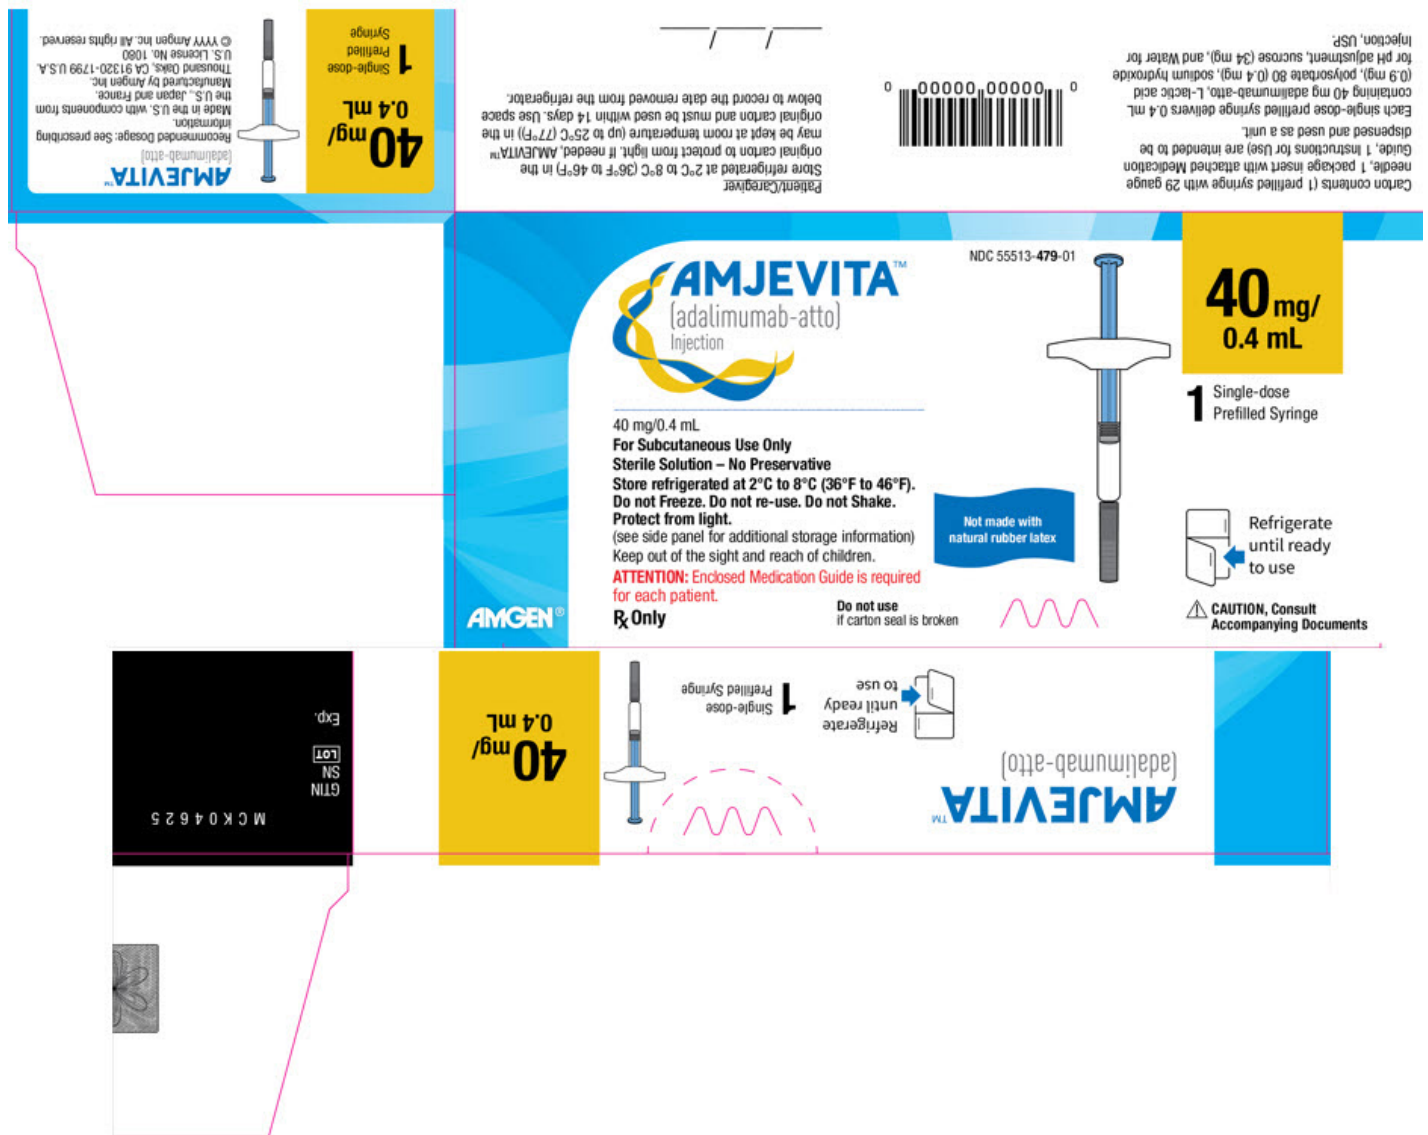 Recommended Dosage: See prescribing
information.
Made in the U.S. with components from
the U.S., Japan and France.
Manufactured by Amgen Inc.
Thousand Oaks, CA 91320-1799 U.S.A.
U.S. License No. 1080
© YYYY Amgen Inc. All rights reserved.
AMJEVITA™
(adalimumab-atto)
40 mg/
0.4 mL
1 Single-dose
Prefilled
Syringe
Patient/Caregiver
Store refrigerated at 2°C to 8°C (36°F to 46°F) in the
original carton to protect from light. If needed, AMJEVITA™
may be kept at room temperature (up to 25°C (77°F)) in the
original carton and must be used within 14 days. Use space
below to record the date removed from the refrigerator.
____/____/____
0 00000 00000 0
Carton contents (1 prefilled syringe with 29 gauge
needle, 1 package insert with attached Medication
Guide, 1 Instructions for Use) are intended to be
dispensed and used as a unit.
Each single-dose prefilled syringe delivers 0.4 mL
containing 40 mg adalimumab-atto, L-lactic acid
(0.9 mg), polysorbate 80 (0.4 mg), sodium hydroxide
for pH adjustment, sucrose (34 mg), and Water for
Injection, USP.
NDC 55513-479-01
AMJEVITA™
(adalimumab-atto)
Injection
40 mg/
0.4 mL
1 Single-dose
Prefilled Syringe
40 mg/0.4 mL
For Subcutaneous Use Only
Sterile Solution – No Preservative
Store refrigerated at 2°C to 8°C (36°F to 46°F).
Do not Freeze. Do not re-use. Do not Shake.
Protect from light.
(see side panel for additional storage information)
Keep out of the sight and reach of children.
ATTENTION: Enclosed Medication Guide is required
for each patient.
Rx Only
AMGEN®
Not made with
natural rubber latex
Do not use
if carton seal is broken
Refrigerate
until ready
to use
CAUTION, Consult
Accompanying Documents
AMJEVITA™
(adalimumab-atto)
Refrigerate
until ready
to use
1 Single-dose
Prefilled Syringe
40 mg/
0.4 mL
GTIN
SN
LOT
Exp.
MCK04625